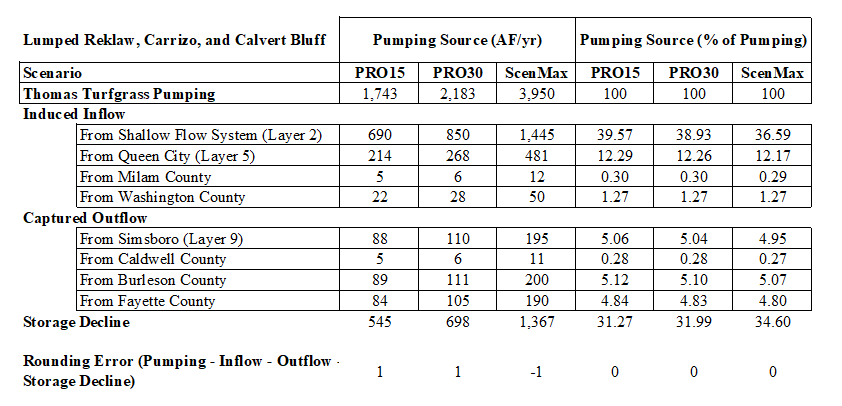 Lumped Reklaw, Carrizo, and Calvert Bluff Pumping Source (AF/yr) Pumping Source (% of Pumping)
Scenario PRO15 PRO30 ScenMax PRO15 PRO30 ScenMax
Thomas Turfgrass Pumping 1,743 2,183 3,950 100 100 100
Induced Inflow
From Shallow Flow System (Layer 2) 690 850 1,445 39.57 38.93 36.59
From Queen City (Layer 5) 214 268 481 12.29 12.26 12.17
From Milam County 5 6 12 0.30 0.30 0.29
From Washington County 22 28 50 1.27 1.27 1.27
Captured Outflow
From Simsboro (Layer 9) 88 110 195 5.06 5.04 4.95
From Caldwell County 5 6 11 0.28 0.28 0.27
From Burleson County 89 111 200 5.12 5.10 5.07
From Fayette County 84 105 190 4.84 4.83 4.80
Storage Decline 545 698 1,367 31.27 31.99 34.60
Rounding Error (Pumping - Inflow - Outflow -
Storage Decline) 1 1 -1 0 0 0